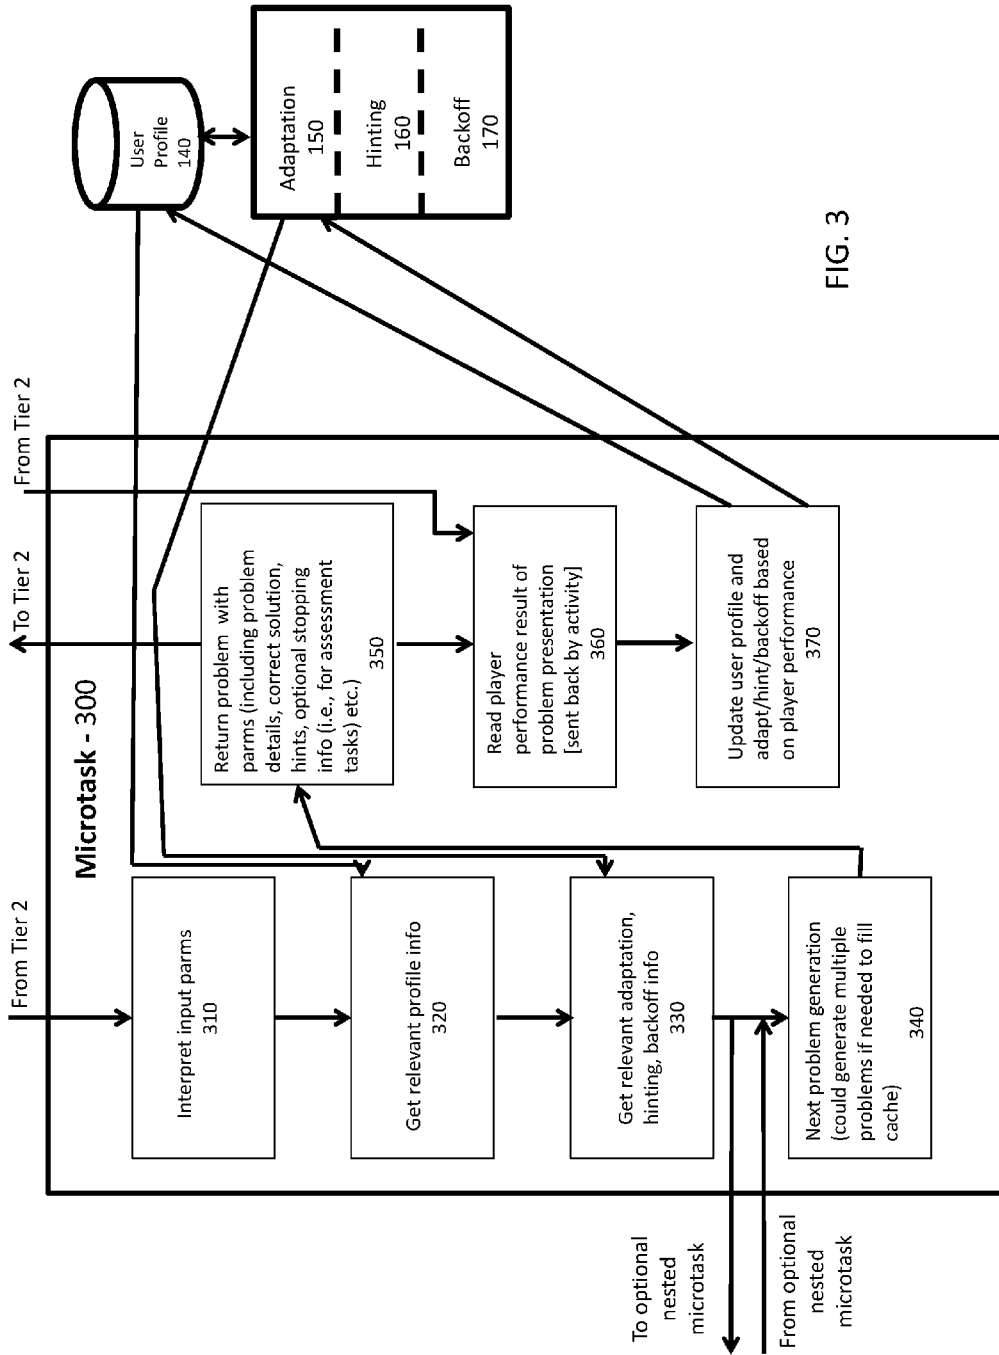 From Tier 2
To Tier 2
From Tier 2
Microtask - 300
Interpret input parms
310
Get relevant profile info
320
Get relevant adaptation,
hinting, backoff info
330
Next problem generation
(could generate multiple
problems if needed to fill
cache)
340
Return problem with
parms (including problem
details, correct solution,
hints, optional stopping
info (i.e., for assessment
tasks) etc.)
350
Read player
performance result of
problem presentation
[sent back by activity]
360
Update user profile and
adapt/hint/backoff based
on player performance
370
User
Profile
140
Adaptation
150
Hinting
160
Backoff
170
To optional
nested
microtask
From optional
nested
microtask
FIG. 3